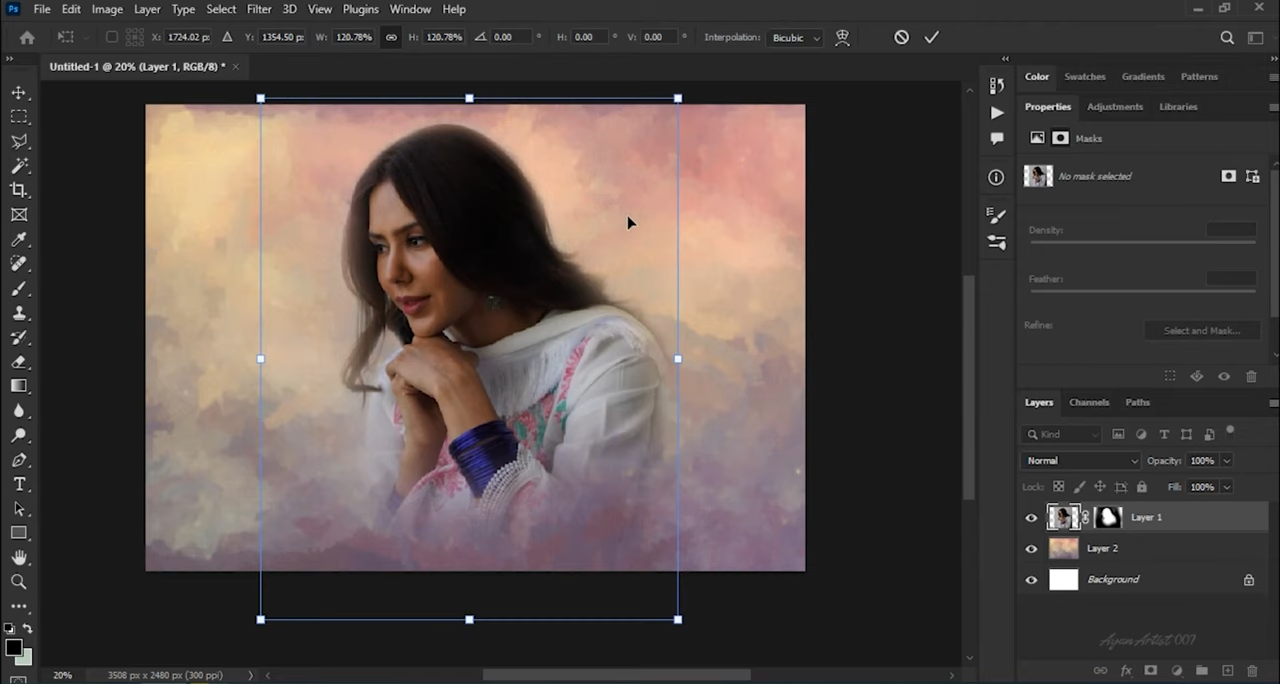 Ps File Edit Image Layer Type Select Filter 3D View Plugins Window Help
X: 1724.02 p: Y: 1354.50 p: W: 120.78% H: 120.78% 0.00 ° H: 0.00 ° V: 0.00 ° Interpolation: Bicubic
Untitled-1 @ 20% (Layer 1, RGB/8) * ×
Color Swatches Gradients Patterns
Properties Adjustments Libraries
Masks
No mask selected
Density:
Feather:
Refine: Select and Mask...
Layers Channels Paths
Kind
Normal Opacity: 100%
Lock: Fill: 100%
Layer 1
Layer 2
Background
Ayan Artist 007
20% 3508 px x 2480 px (300 ppi)